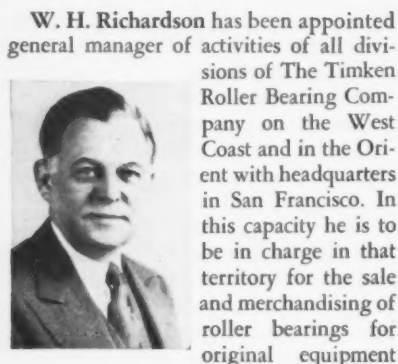 W. H. Richardson has been appointed
general manager of activities of all divi-
sions of The Timken
Roller Bearing Com-
pany on the West
Coast and in the Ori-
ent with headquarters
in San Francisco. In
this capacity he is to
be in charge in that
territory for the sale
and merchandising of
roller bearings for
original equipment